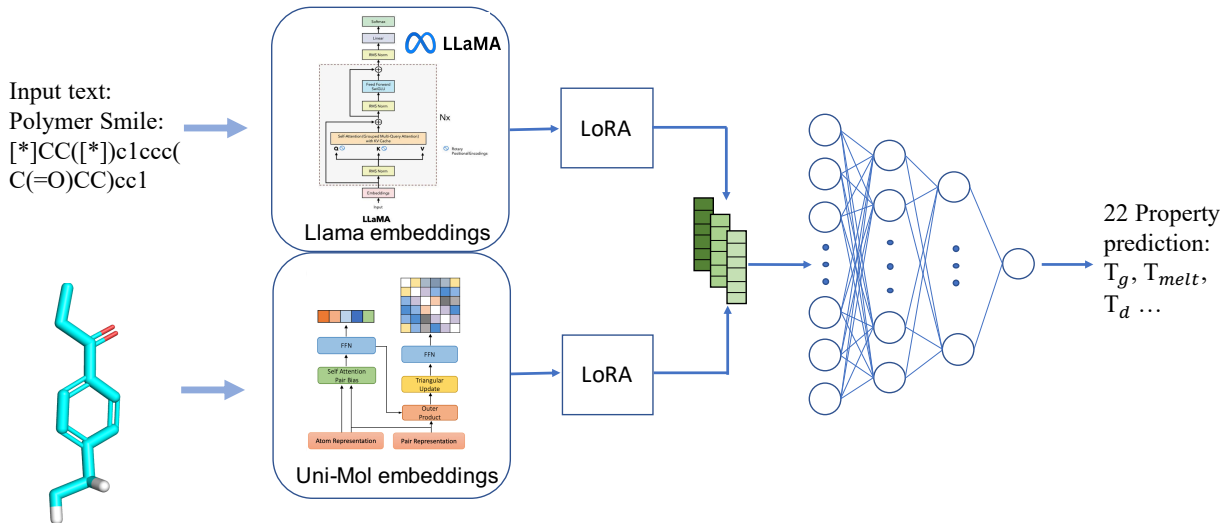 Input text:
Polymer Smile:
[*]CC([*])c1ccc(
C(=O)CC)cc1
Softmax
Linear
RMS Norm
LLaMA
Feed Forward
SwiGLU
RMS Norm
Nx
Self-Attention(Grouped Multi-Query Attention)
with KV-Cache
Q
K
V
Rotary
Positional Encodings
RMS Norm
Embeddings
Input
LLaMA
Llama embeddings
LoRA
FFN
FFN
Self Attention
Pair Bias
Triangular
Update
Outer
Product
Atom Representation
Pair Representation
Uni-Mol embeddings
LoRA
22 Property
prediction:
T𝑔, T𝑚𝑒𝑙𝑡,
T𝑑 …